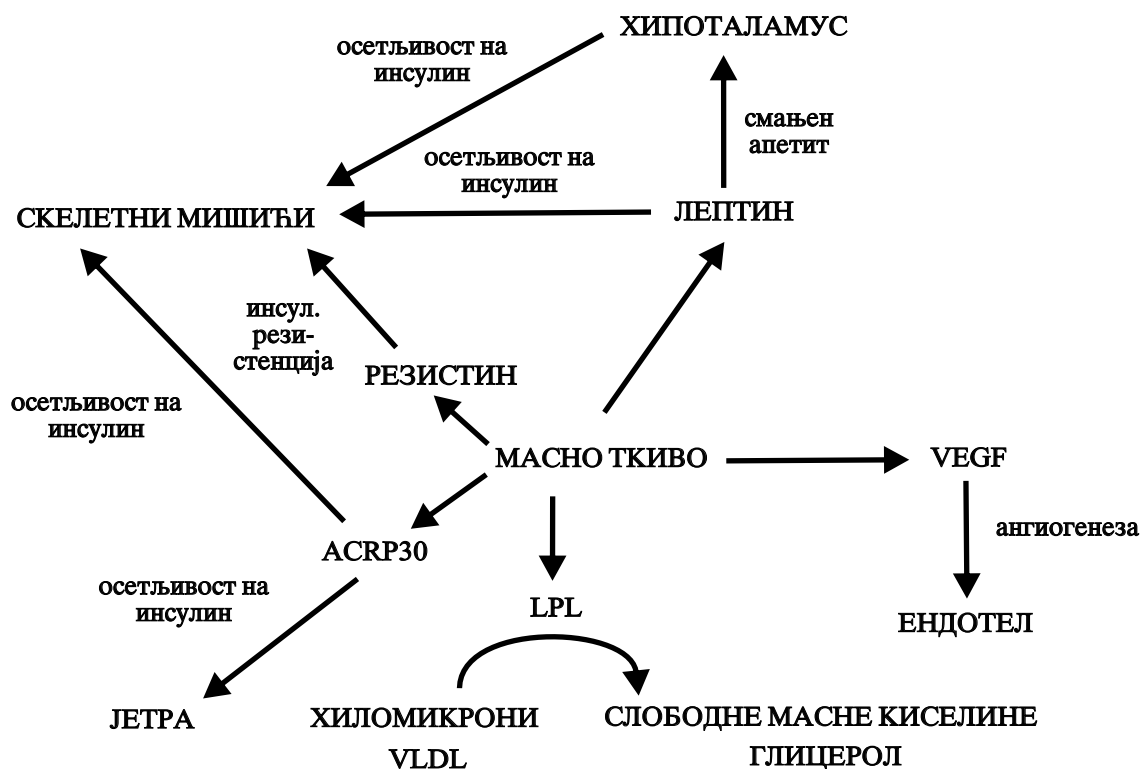 ХИПОТАЛАМУС
осетљивост на
инсулин
смањен
апетит
осетљивост на
инсулин
СКЕЛЕТНИ МИШИЋИ
ЛЕПТИН
инсул.
рези-
стенција
РЕЗИСТИН
осетљивост на
инсулин
МАСНО ТКИВО
VEGF
ангиогенеза
ACRP30
осетљивост на
инсулин
LPL
ЕНДОТЕЛ
ЈЕТРА
ХИЛОМИКРОНИ
VLDL
СЛОБОДНЕ МАСНЕ КИСЕЛИНЕ
ГЛИЦЕРОЛ